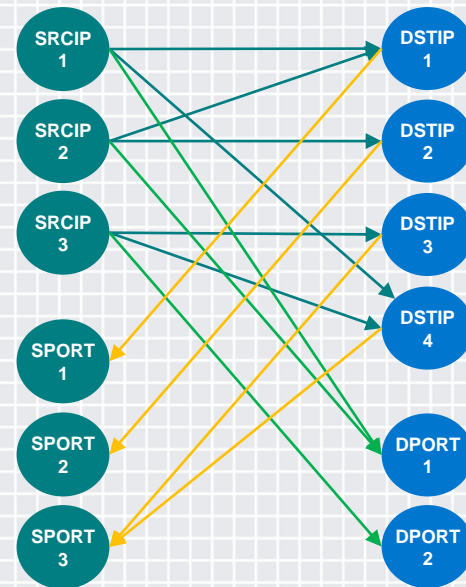 SRCIP
1
DSTIP
1
SRCIP
2
DSTIP
2
SRCIP
3
DSTIP
3
DSTIP
4
SPORT
1
SPORT
2
DPORT
1
SPORT
3
DPORT
2